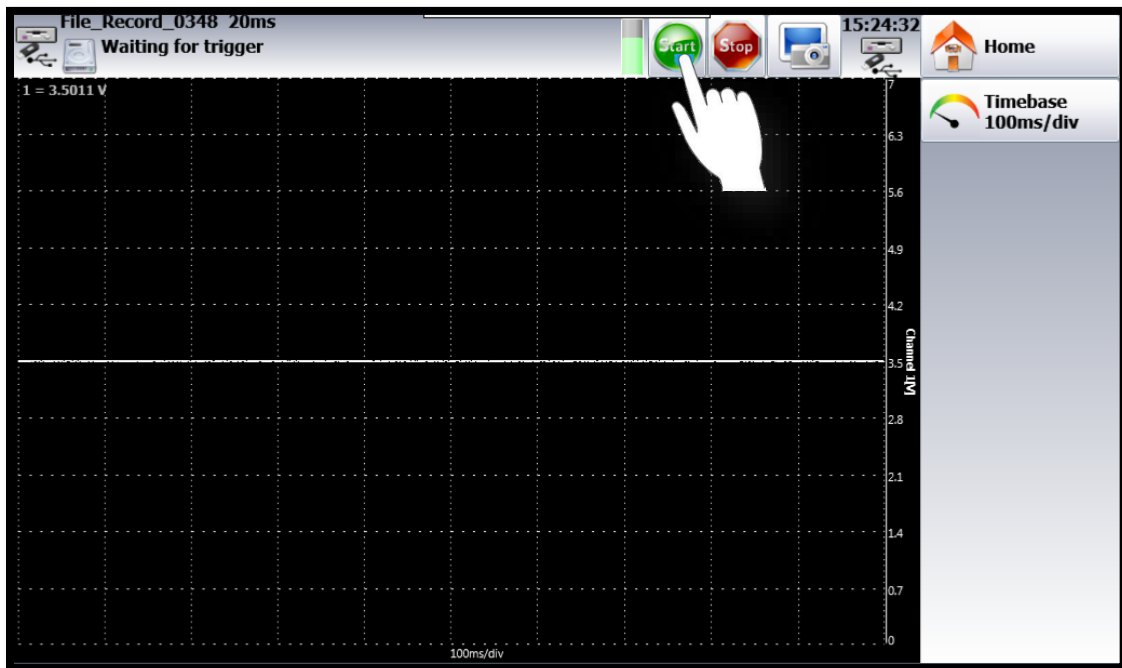 File_Record_0348 20ms
Waiting for trigger
Start
Stop
15:24:32
Home
1 = 3.5011 V
Timebase
100ms/div
7
6.3
5.6
4.9
4.2
3.5
2.8
2.1
1.4
0.7
0
Channel 1[V]
100ms/div